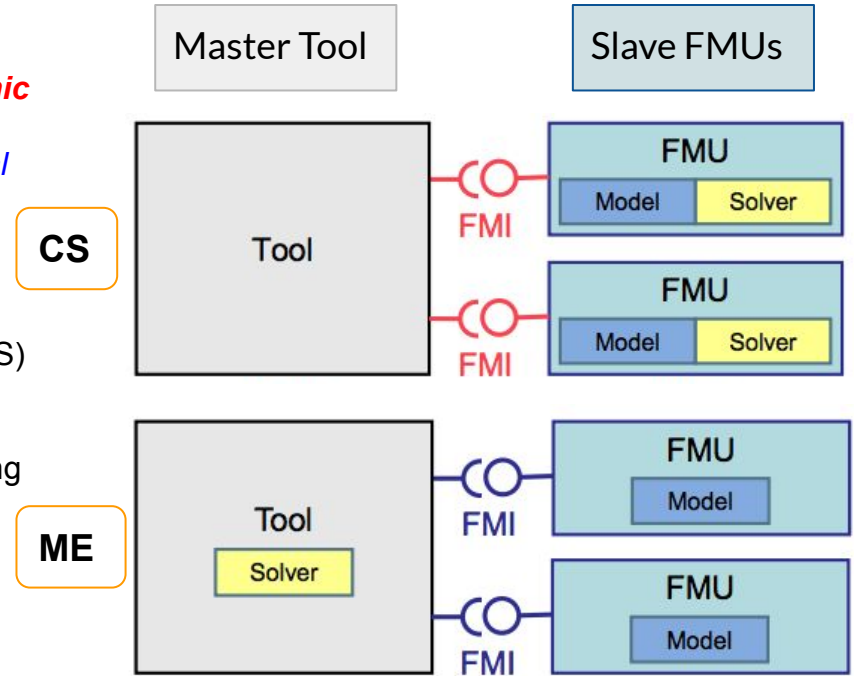 Master Tool
Slave FMUs
CS
Tool
FMI
FMU
Model
Solver
FMI
FMU
Model
Solver
S)
ME
Tool
Solver
FMI
FMU
Model
FMI
FMU
Model